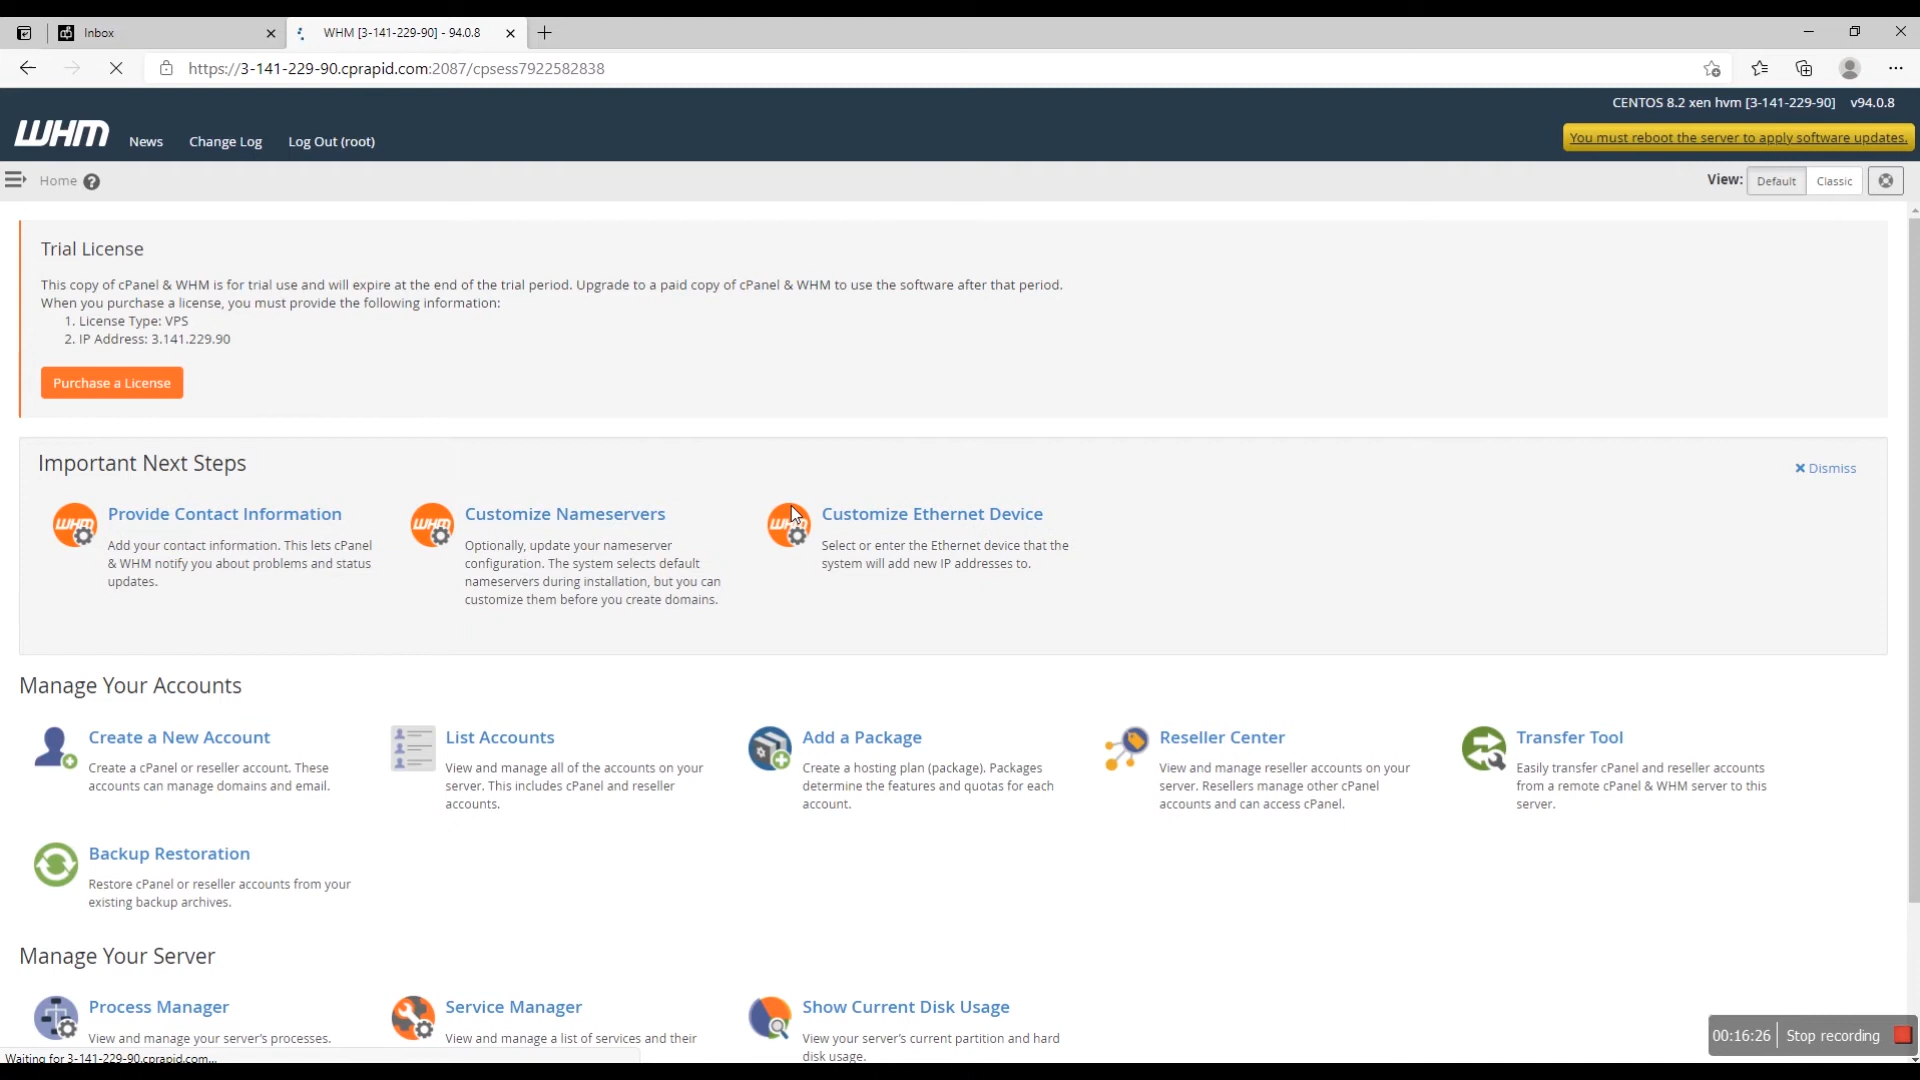 Inbox
WHM [3-141-229-90] - 94.0.8
https://3-141-229-90.cprapid.com:2087/cpsess7922582838
CENTOS 8.2 xen hvm [3-141-229-90] v94.0.8
WHM
News
Change Log
Log Out (root)
You must reboot the server to apply software updates.
Home
View:
Default
Classic
Trial License
This copy of cPanel & WHM is for trial use and will expire at the end of the trial period. Upgrade to a paid copy of cPanel & WHM to use the software after that period.
When you purchase a license, you must provide the following information:
1. License Type: VPS
2. IP Address: 3.141.229.90
Purchase a License
Important Next Steps
Dismiss
Provide Contact Information
Add your contact information. This lets cPanel
& WHM notify you about problems and status
updates.
Customize Nameservers
Optionally, update your nameserver
configuration. The system selects default
nameservers during installation, but you can
customize them before you create domains.
Customize Ethernet Device
Select or enter the Ethernet device that the
system will add new IP addresses to.
Manage Your Accounts
Create a New Account
Create a cPanel or reseller account. These
accounts can manage domains and email.
List Accounts
View and manage all of the accounts on your
server. This includes cPanel and reseller
accounts.
Add a Package
Create a hosting plan (package). Packages
determine the features and quotas for each
account.
Reseller Center
View and manage reseller accounts on your
server. Resellers manage other cPanel
accounts and can access cPanel.
Transfer Tool
Easily transfer cPanel and reseller accounts
from a remote cPanel & WHM server to this
server.
Backup Restoration
Restore cPanel or reseller accounts from your
existing backup archives.
Manage Your Server
Process Manager
View and manage your server's processes.
Service Manager
View and manage a list of services and their
Show Current Disk Usage
View your server's current partition and hard
disk usage.
00:16:26
Stop recording
Waiting for 3-141-229-90.cprapid.com...